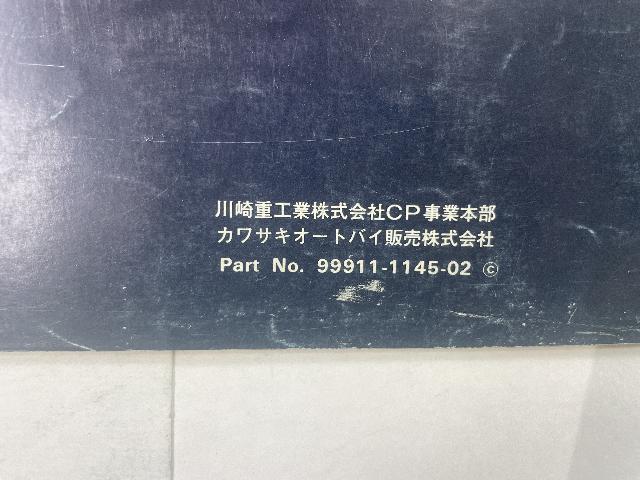 川崎重工業株式会社CP事業本部
カワサキオートバイ販売株式会社
Part No. 99911-1145-02 ©